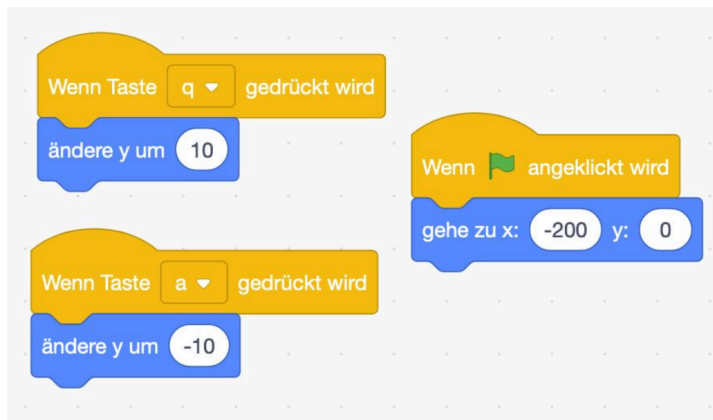 Wenn Taste q gedrückt wird
ändere y um 10
Wenn Taste a gedrückt wird
ändere y um -10
Wenn angeklickt wird
gehe zu x: -200 y: 0